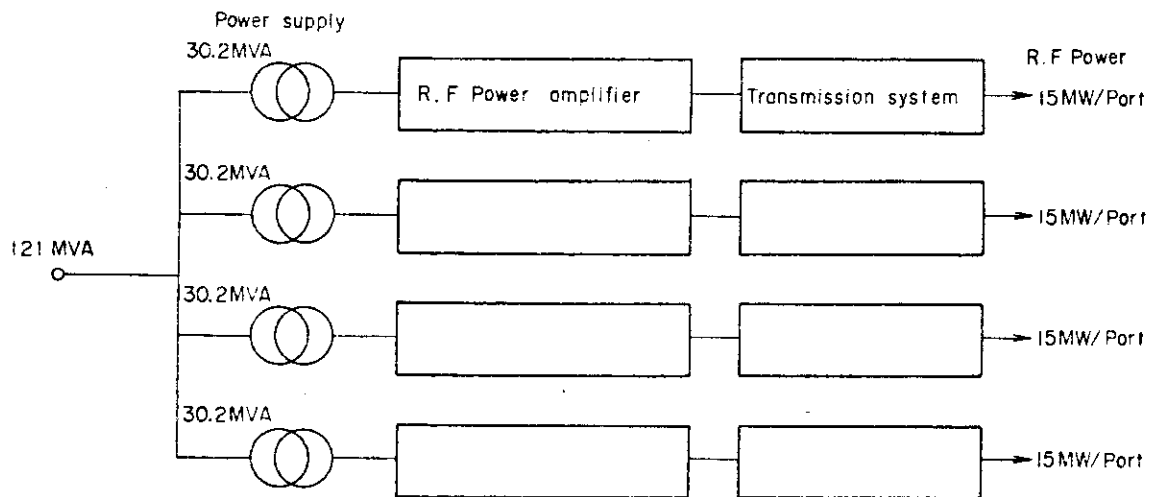 Power supply
30.2MVA
R.F Power
R.F Power amplifier
Transmission system
15MW/Port
30.2MVA
15MW/Port
121 MVA
30.2MVA
15MW/Port
30.2MVA
15MW/Port